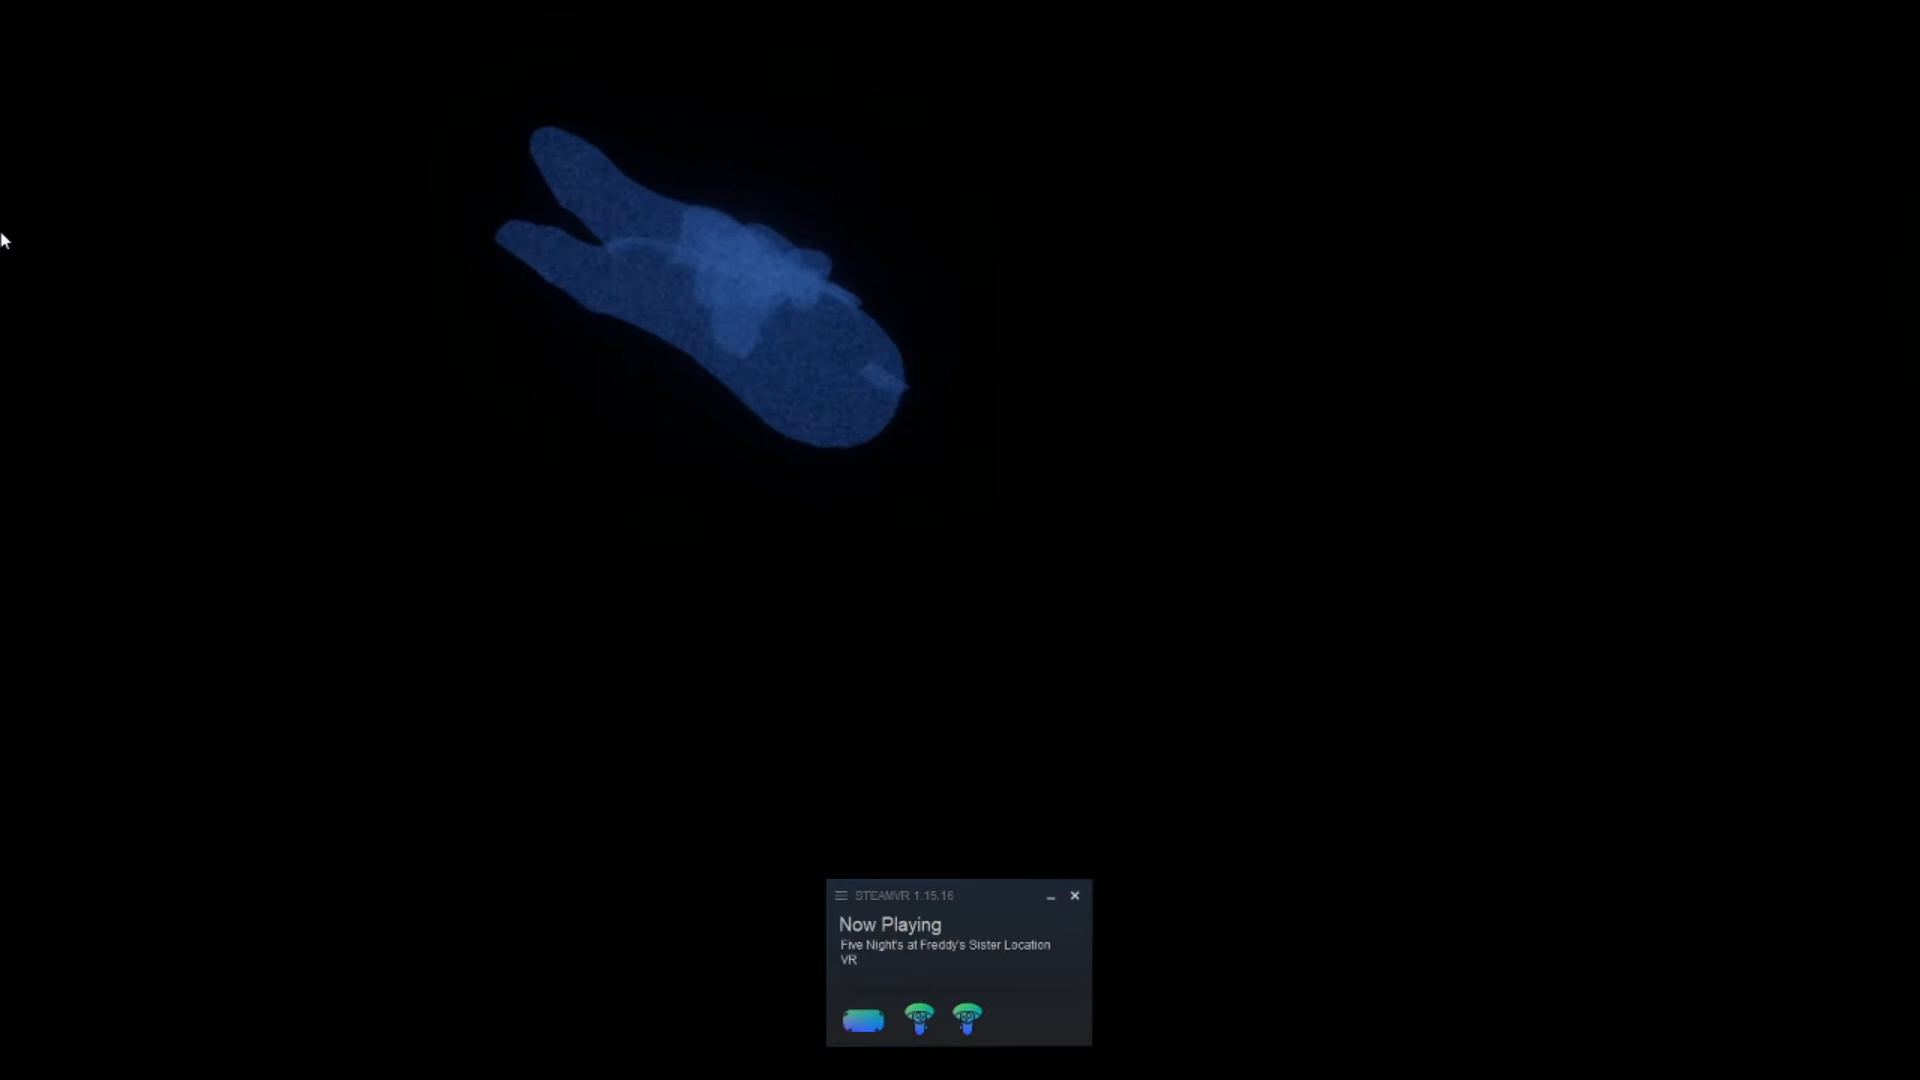 STEAMVR 1.15.16
Now Playing
Five Night's at Freddy's Sister Location
VR